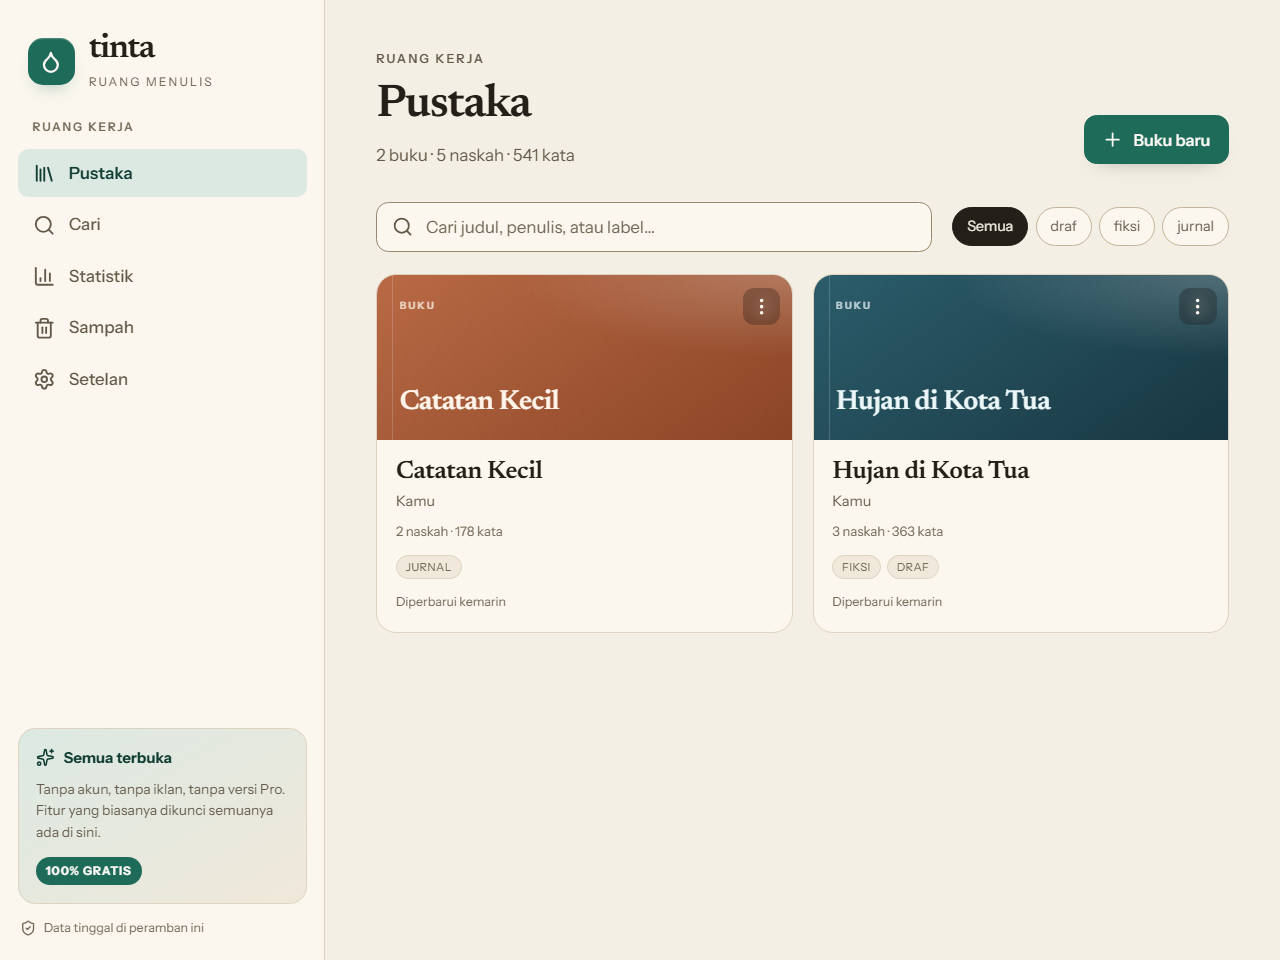 tinta
RUANG MENULIS
RUANG KERJA
Pustaka
Cari
Statistik
Sampah
Setelan
Semua terbuka
Tanpa akun, tanpa iklan, tanpa versi Pro.
Fitur yang biasanya dikunci semuanya
ada di sini.
100% GRATIS
Data tinggal di peramban ini
RUANG KERJA
Pustaka
2 buku · 5 naskah · 541 kata
Buku baru
Cari judul, penulis, atau label...
Semua
draf
fiksi
jurnal
BUKU
Catatan Kecil
Catatan Kecil
Kamu
2 naskah · 178 kata
JURNAL
Diperbarui kemarin
BUKU
Hujan di Kota Tua
Hujan di Kota Tua
Kamu
3 naskah · 363 kata
FIKSI
DRAF
Diperbarui kemarin